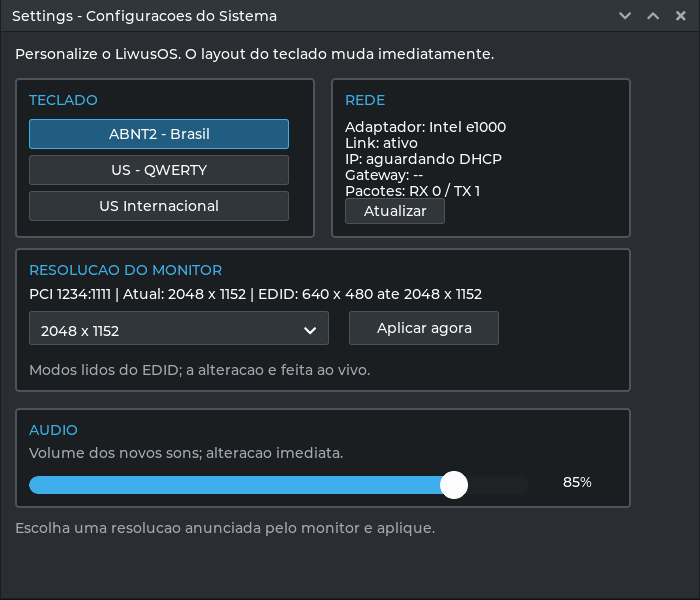 Settings - Configuracoes do Sistema
Personalize o LiwusOS. O layout do teclado muda imediatamente.
TECLADO
ABNT2 - Brasil
US - QWERTY
US Internacional
REDE
Adaptador: Intel e1000
Link: ativo
IP: aguardando DHCP
Gateway: --
Pacotes: RX 0 / TX 1
Atualizar
RESOLUCAO DO MONITOR
PCI 1234:1111 | Atual: 2048 x 1152 | EDID: 640 x 480 ate 2048 x 1152
2048 x 1152
Aplicar agora
Modos lidos do EDID; a alteracao e feita ao vivo.
AUDIO
Volume dos novos sons; alteracao imediata.
85%
Escolha uma resolucao anunciada pelo monitor e aplique.